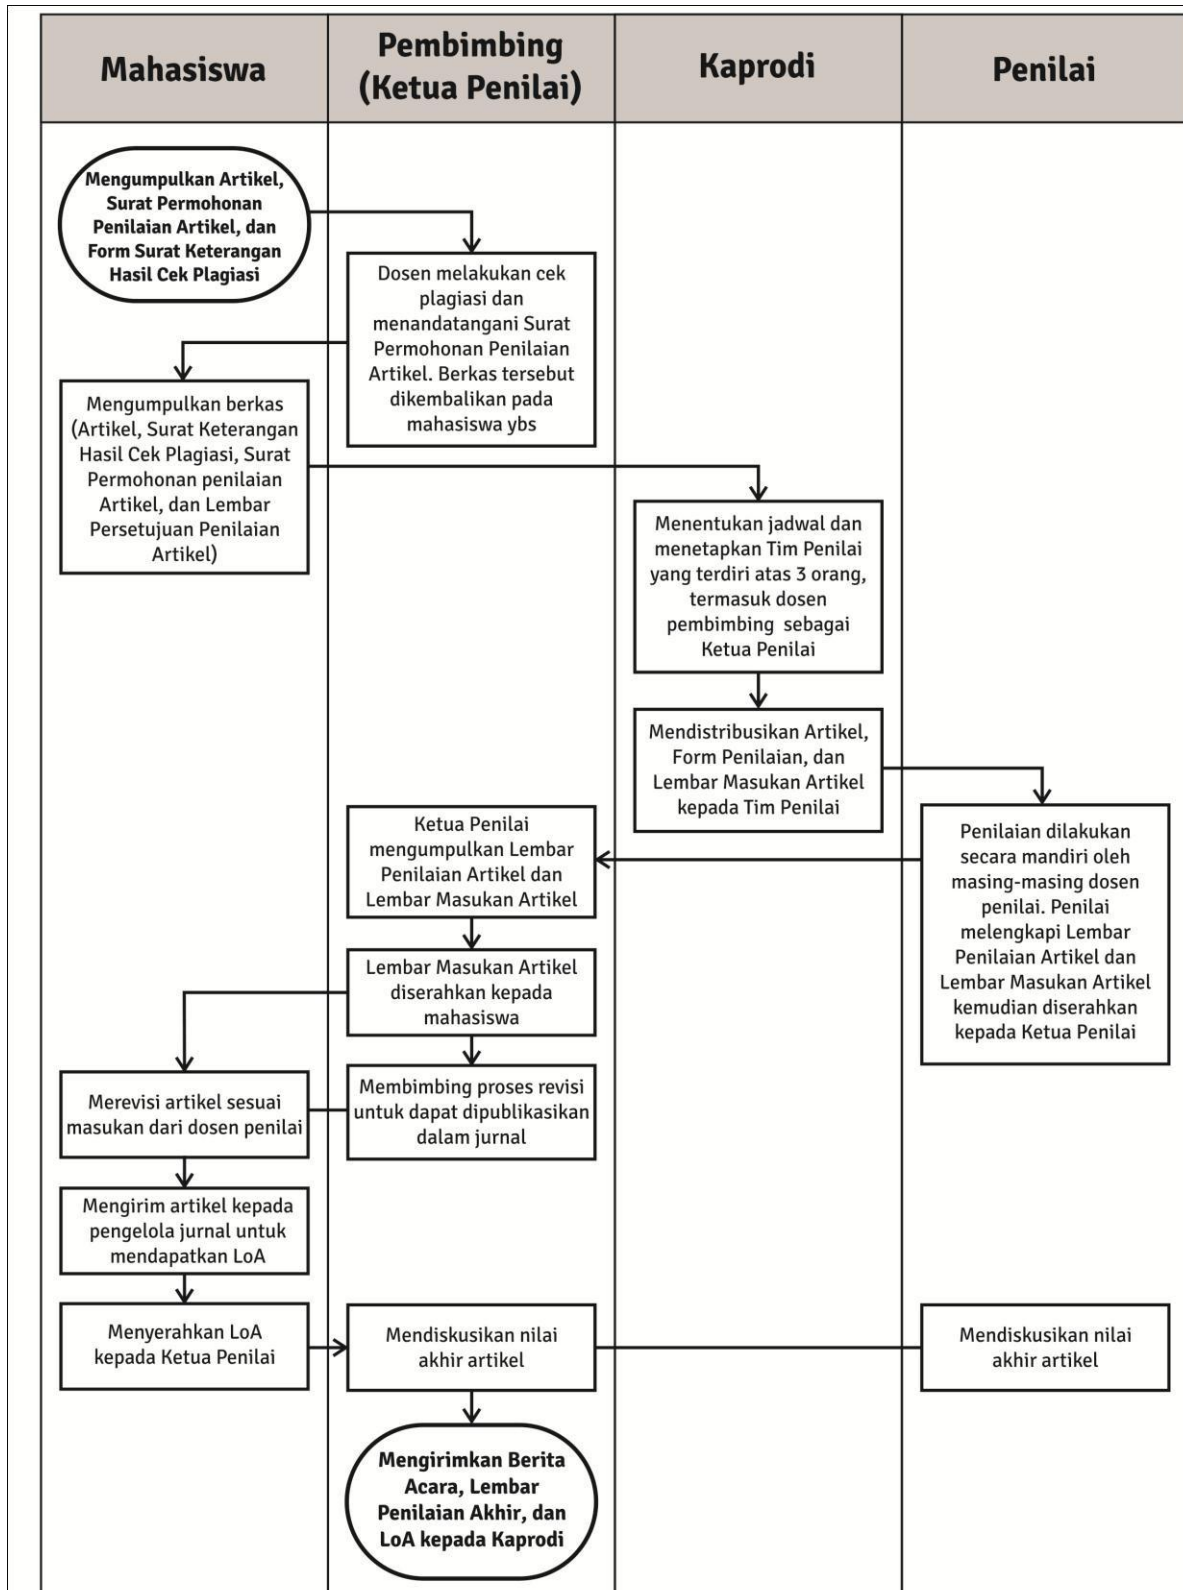 Mahasiswa
Pembimbing
(Ketua Penilai)
Kaprodi
Penilai
Mengumpulkan Artikel,
Surat Permohonan
Penilaian Artikel, dan
Form Surat Keterangan
Hasil Cek Plagiasi
Dosen melakukan cek
plagiasi dan
menandatangani Surat
Permohonan Penilaian
Artikel. Berkas tersebut
dikembalikan pada
mahasiswa ybs
Mengumpulkan berkas
(Artikel, Surat Keterangan
Hasil Cek Plagiasi, Surat
Permohonan penilaian
Artikel, dan Lembar
Persetujuan Penilaian
Artikel)
Menentukan jadwal dan
menetapkan Tim Penilai
yang terdiri atas 3 orang,
termasuk dosen
pembimbing sebagai
Ketua Penilai
Mendistribusikan Artikel,
Form Penilaian, dan
Lembar Masukan Artikel
kepada Tim Penilai
Penilaian dilakukan
secara mandiri oleh
masing-masing dosen
penilai. Penilai
melengkapi Lembar
Penilaian Artikel dan
Lembar Masukan Artikel
kemudian diserahkan
kepada Ketua Penilai
Ketua Penilai
mengumpulkan Lembar
Penilaian Artikel dan
Lembar Masukan Artikel
Lembar Masukan Artikel
diserahkan kepada
mahasiswa
Membimbing proses revisi
untuk dapat dipublikasikan
dalam jurnal
Merevisi artikel sesuai
masukan dari dosen penilai
Mengirim artikel kepada
pengelola jurnal untuk
mendapatkan LoA
Menyerahkan LoA
kepada Ketua Penilai
Mendiskusikan nilai
akhir artikel
Mendiskusikan nilai
akhir artikel
Mengirimkan Berita
Acara, Lembar
Penilaian Akhir, dan
LoA kepada Kaprodi